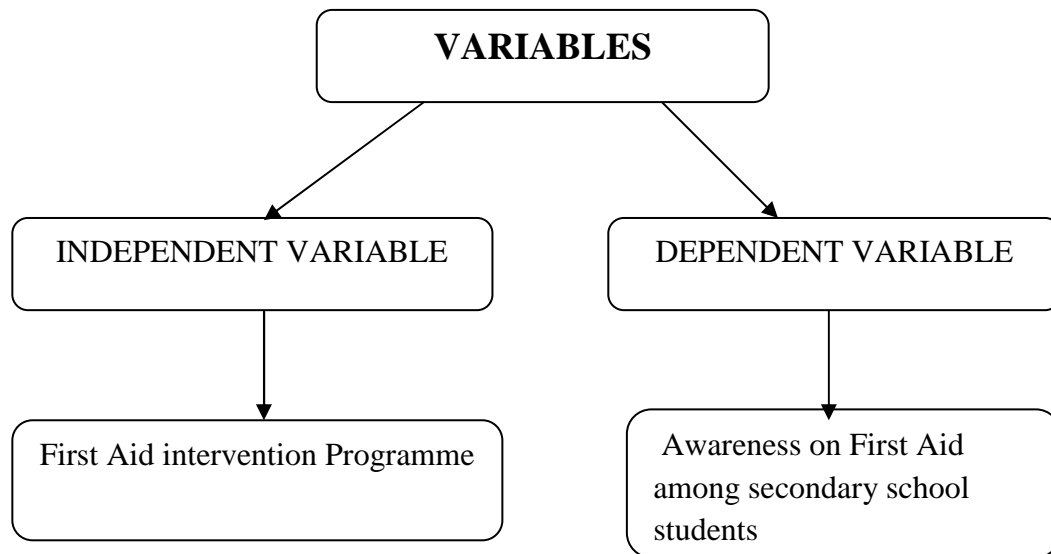 VARIABLES
INDEPENDENT VARIABLE
DEPENDENT VARIABLE
First Aid intervention Programme
Awareness on First Aid
among secondary school
students